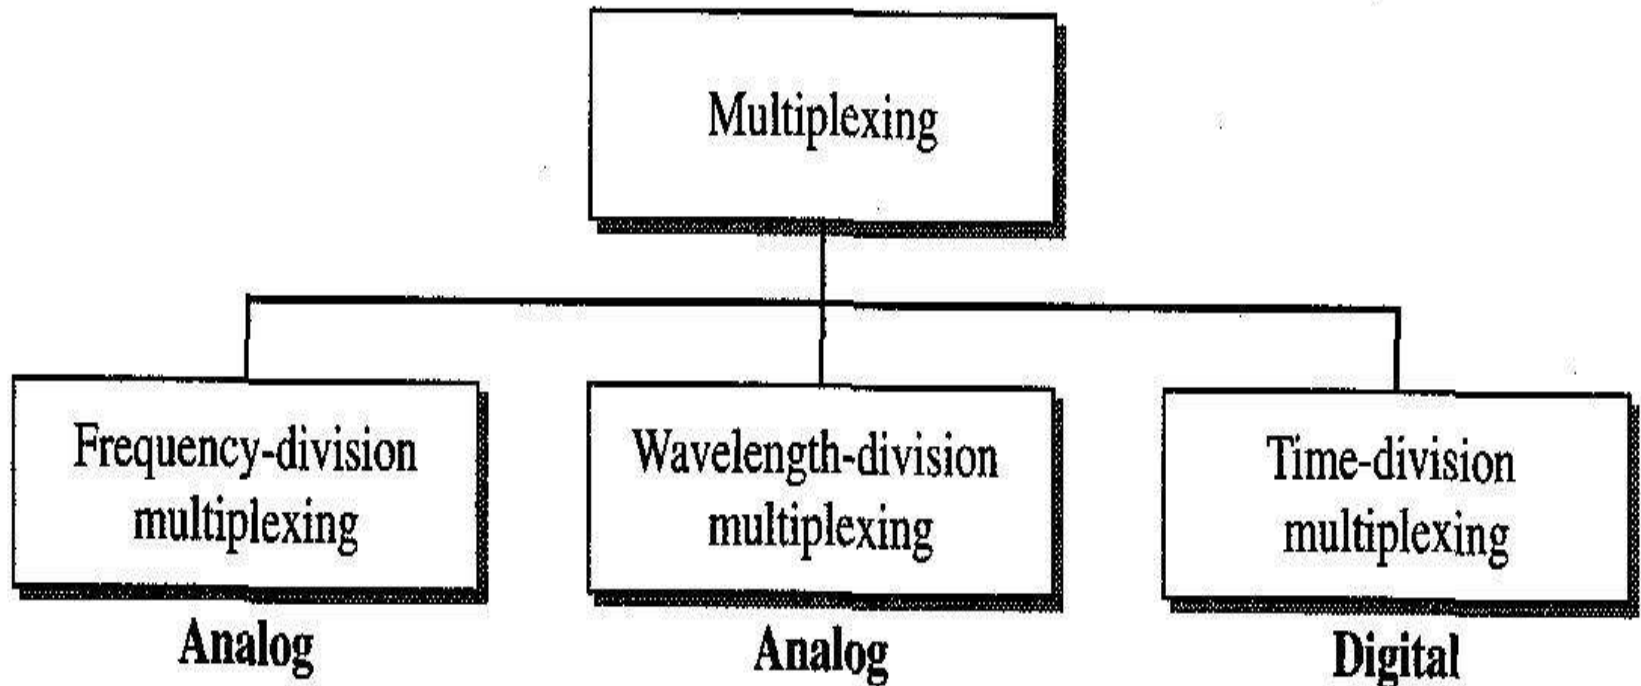 Multiplexing
Frequency-division
multiplexing
Wavelength-division
multiplexing
Time-division
multiplexing
Analog
Analog
Digital